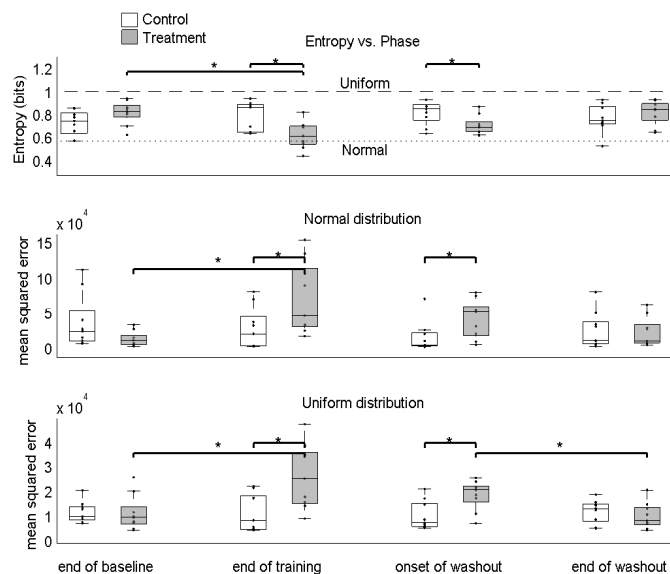 Control
Treatment
Entropy vs. Phase
Entropy (bits)
1.2
1
0.8
0.6
0.4
*
*
*
Uniform
Normal
Normal distribution
x 10^4
mean squared error
15
10
5
0
*
*
*
Uniform distribution
x 10^4
mean squared error
4
3
2
1
0
*
*
*
*
end of baseline
end of training
onset of washout
end of washout